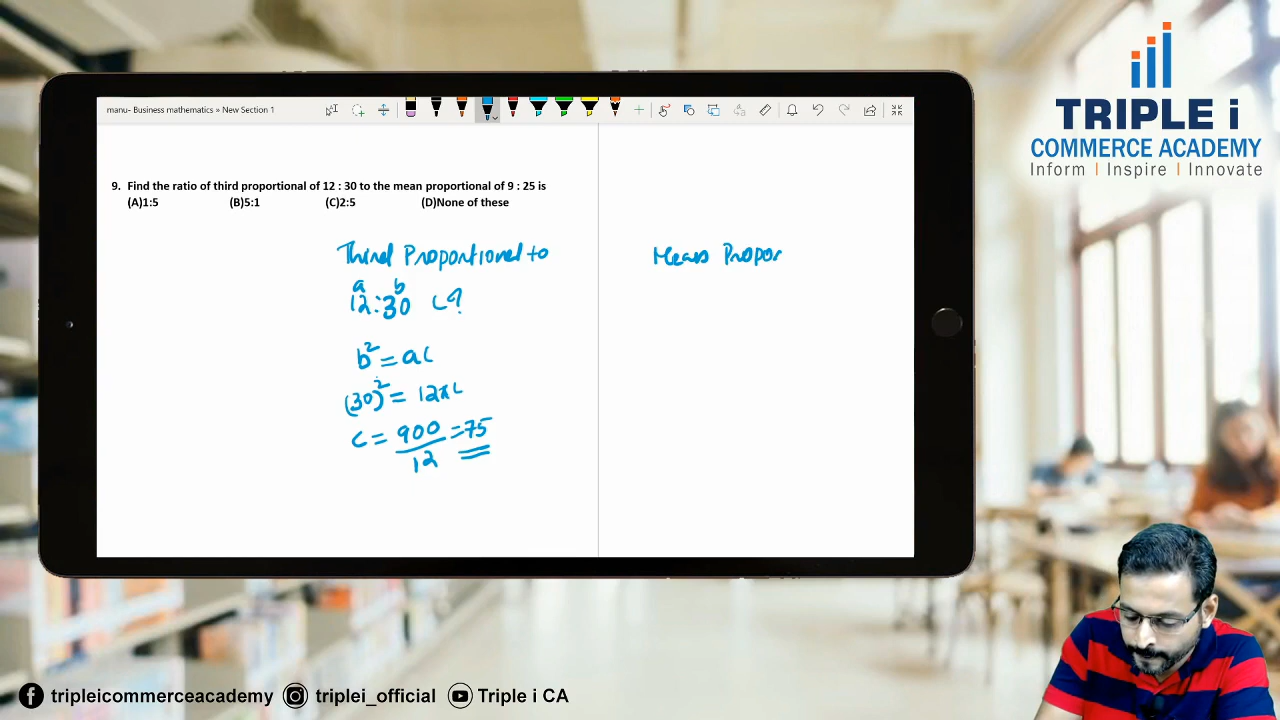 manu- Business mathematics » New Section 1
TRIPLE i
COMMERCE ACADEMY
Inform | Inspire | Innovate
9. Find the ratio of third proportional of 12 : 30 to the mean proportional of 9 : 25 is
(A)1:5 (B)5:1 (C)2:5 (D)None of these
Third Proportional to
a b
12:30 C?
b² = ac
(30)² = 12xc
c = 900/12 = 75
Mean Propor
tripleicommerceacademy triplei_official Triple i CA